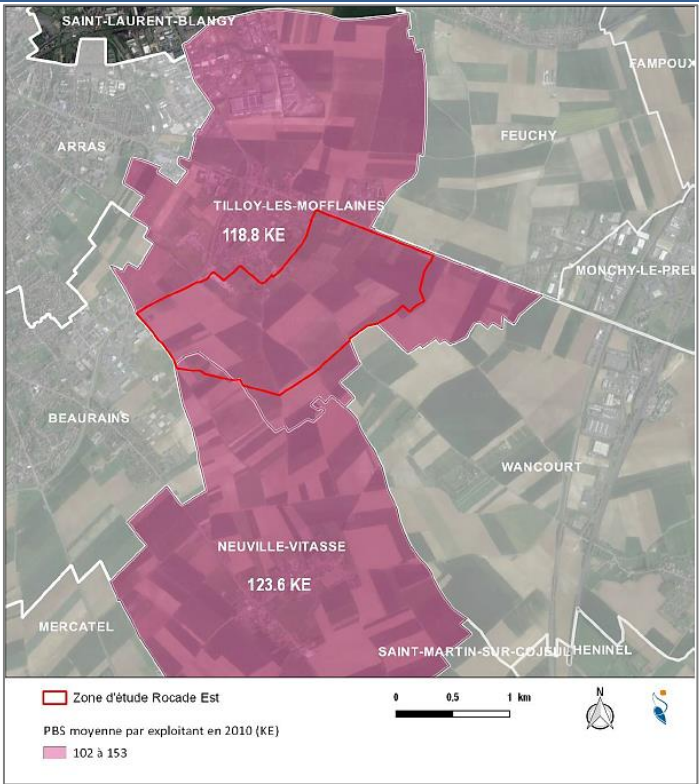 SAINT-LAURENT-BLANGY
FAMPOUX
ARRAS
FEUCHY
TILLOY-LES-MOFFLAINES
118.8 KE
MONCHY-LE-PREU
BEAURAINS
WANCOURT
NEUVILLE-VITASSE
123.6 KE
MERCATEL
SAINT-MARTIN-SUR-COJEUL
HENINEL
Zone d'étude Rocade Est
0 0.5 1 km
N
PBS moyenne par exploitant en 2010 (KE)
102 à 153